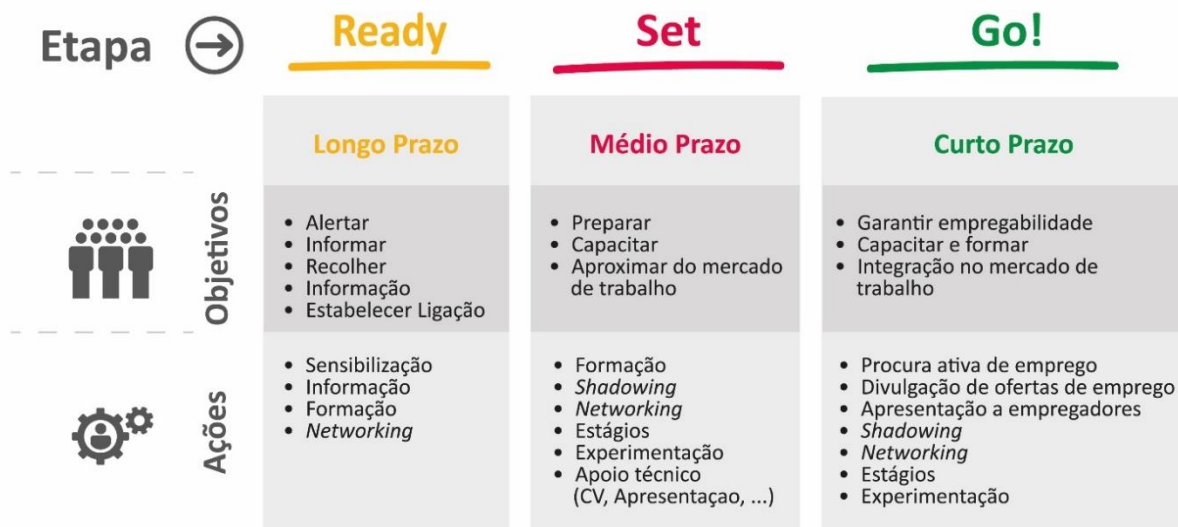 Etapa
Ready
Set
Go!
Longo Prazo
Médio Prazo
Curto Prazo
Objetivos
• Alertar
• Informar
• Recolher
• Informação
• Estabelecer Ligação
• Preparar
• Capacitar
• Aproximar do mercado
de trabalho
• Garantir empregabilidade
• Capacitar e formar
• Integração no mercado de
trabalho
Ações
• Sensibilização
• Informação
• Formação
• Networking
• Formação
• Shadowing
• Networking
• Estágios
• Experimentação
• Apoio técnico
(CV, Apresentaçao, ...)
• Procura ativa de emprego
• Divulgação de ofertas de emprego
• Apresentação a empregadores
• Shadowing
• Networking
• Estágios
• Experimentação